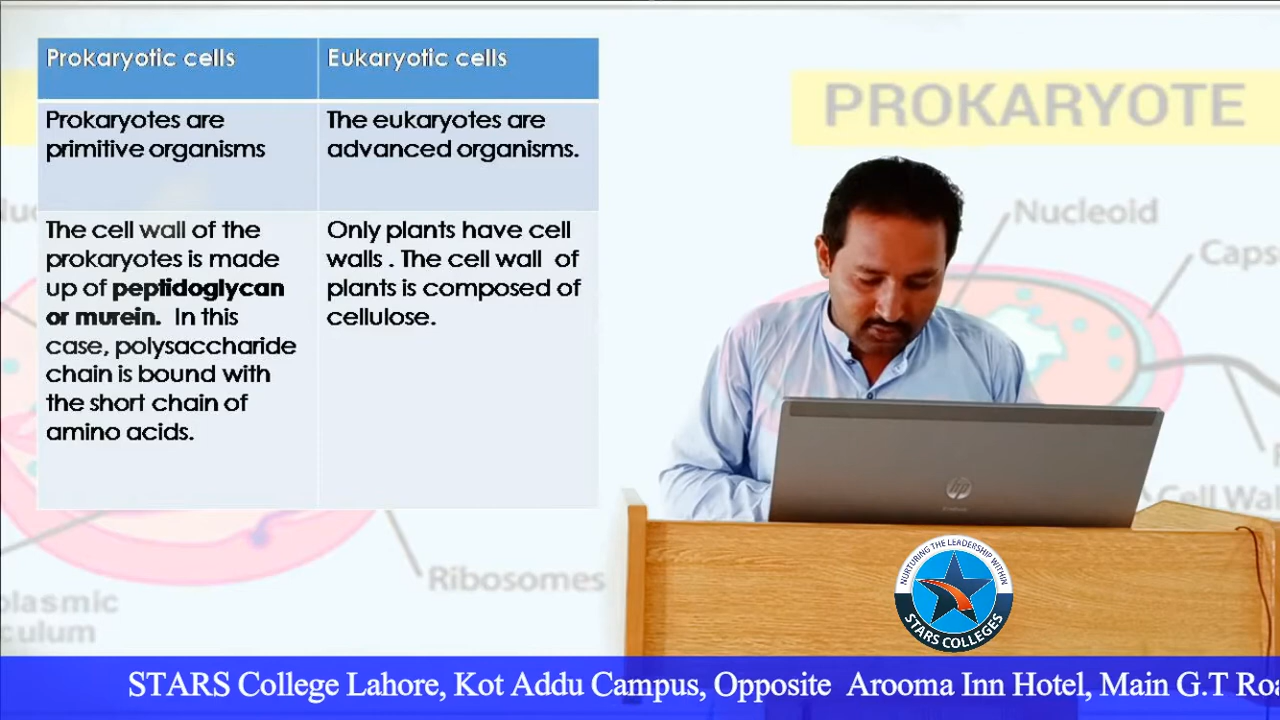 Prokaryotic cells
Eukaryotic cells
Prokaryotes are
primitive organisms
The eukaryotes are
advanced organisms.
The cell wall of the
prokaryotes is made
up of peptidoglycan
or murein. In this
case, polysaccharide
chain is bound with
the short chain of
amino acids.
Only plants have cell
walls . The cell wall of
plants is composed of
cellulose.
PROKARYOTE
Nucleoid
Caps
Cell Wal
Ribosomes
plasmic
culum
hp
NURTURING THE LEADERSHIP WITHIN
STARS COLLEGES
STARS College Lahore, Kot Addu Campus, Opposite Arooma Inn Hotel, Main G.T Roa